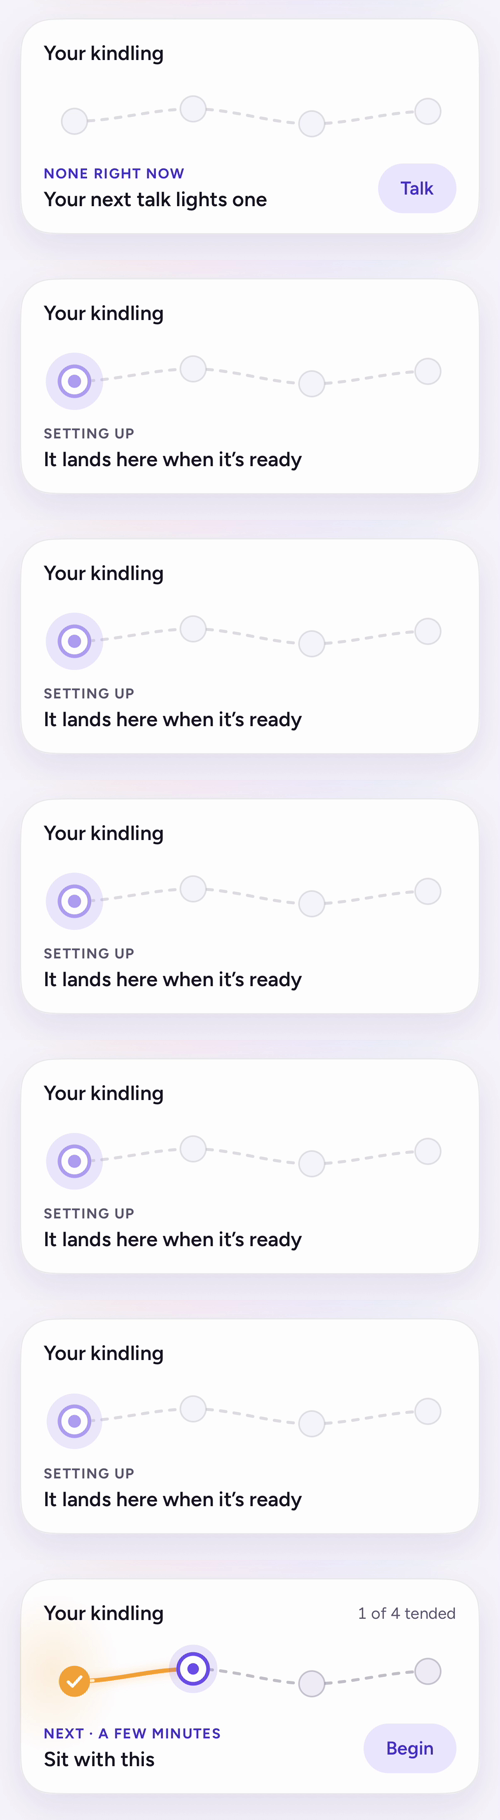 Your kindling
NONE RIGHT NOW
Your next talk lights one
Talk
Your kindling
SETTING UP
It lands here when it’s ready
Your kindling
SETTING UP
It lands here when it’s ready
Your kindling
SETTING UP
It lands here when it’s ready
Your kindling
SETTING UP
It lands here when it’s ready
Your kindling
SETTING UP
It lands here when it’s ready
Your kindling
1 of 4 tended
NEXT · A FEW MINUTES
Sit with this
Begin